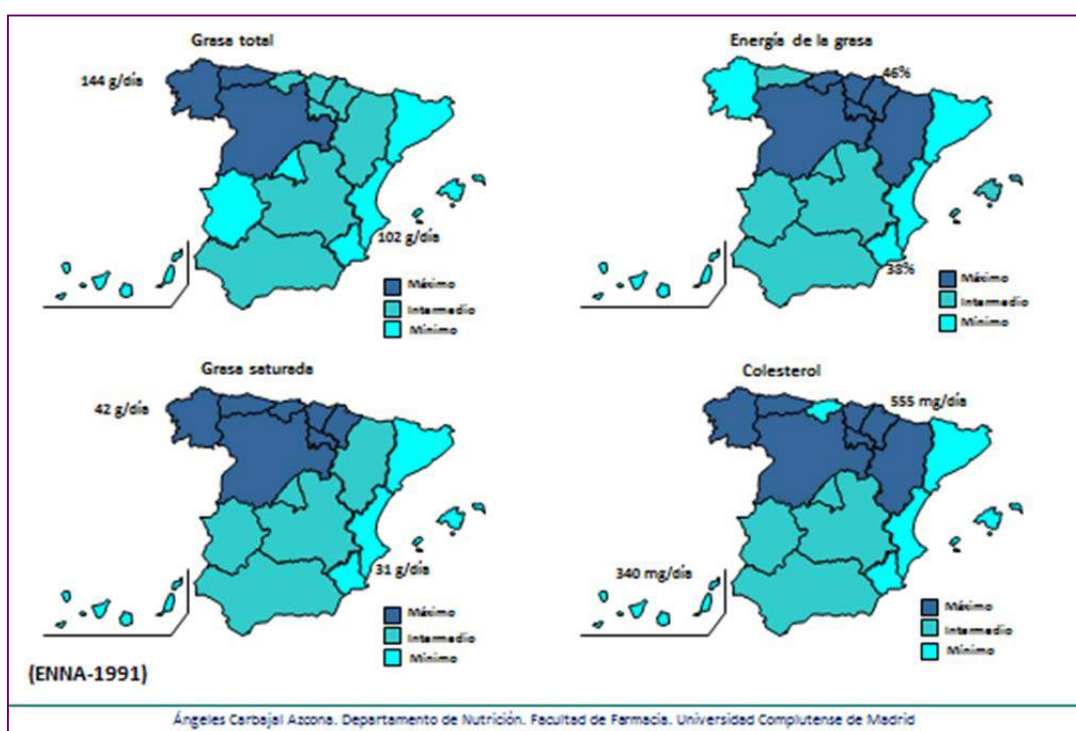 Grasa total
144 g/día
102 g/día
Máximo
Intermedio
Mínimo
Energía de la grasa
46%
38%
Máximo
Intermedio
Mínimo
Grasa saturada
42 g/día
31 g/día
Máximo
Intermedio
Mínimo
Colesterol
555 mg/día
340 mg/día
Máximo
Intermedio
Mínimo
(ENNA-1991)
Ángeles Carbajal Azcona. Departamento de Nutrición. Facultad de Farmacia. Universidad Complutense de Madrid